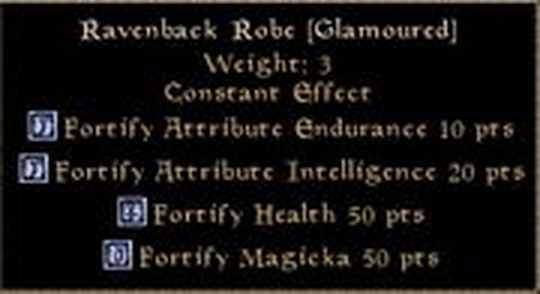 Ravenback Robe [Glamoured]
Weight: 3
Constant Effect
Fortify Attribute Endurance 10 pts
Fortify Attribute Intelligence 20 pts
Fortify Health 50 pts
Fortify Magicka 50 pts